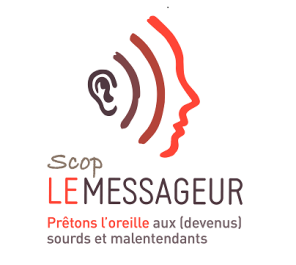 Scop
LE MESSAGEUR
Prêtons l'oreille aux (devenus)
sourds et malentendants